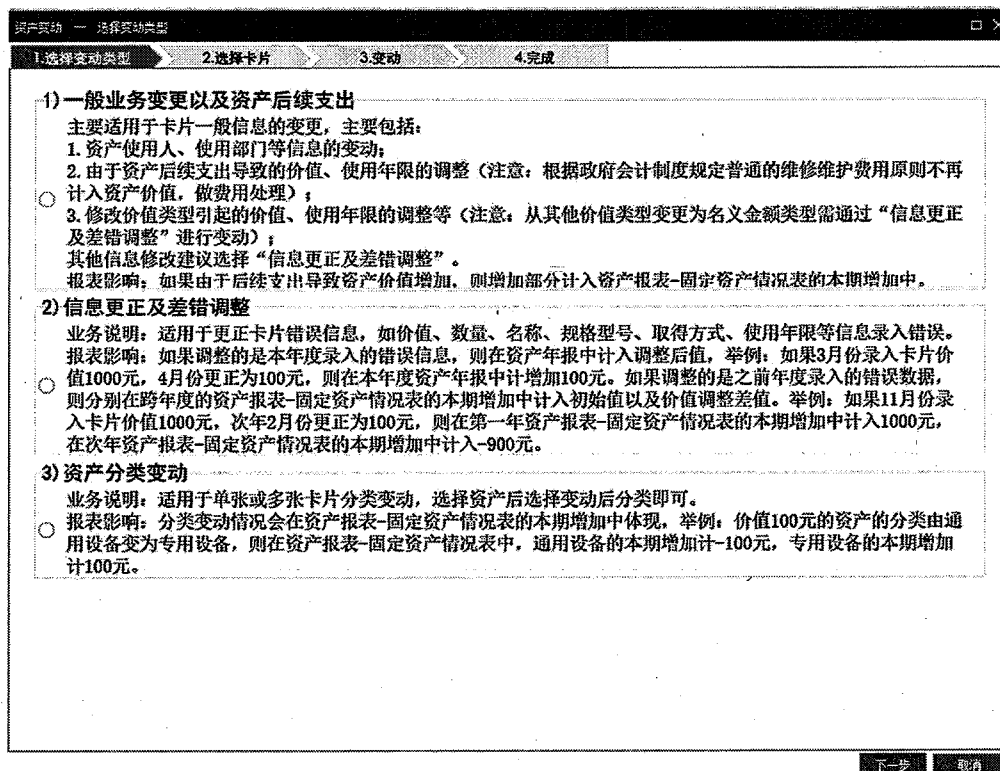 资产变动 — 选择变动类型
1.选择变动类型 2.选择卡片 3.变动 4.完成
1)一般业务变更以及资产后续支出
主要适用于卡片一般信息的变更，主要包括：
1. 资产使用人、使用部门等信息的变动；
2. 由于资产后续支出导致的价值、使用年限的调整（注意：根据政府会计制度规定普通的维修维护费用原则不再
计入资产价值，做费用处理）；
3. 修改价值类型引起的价值、使用年限的调整等（注意：从其他价值类型变更为名义金额类型需通过“信息更正
及差错调整”进行变动）；
其他信息修改建议选择“信息更正及差错调整”。
报表影响：如果由于后续支出导致资产价值增加，则增加部分计入资产报表-固定资产情况表的本期增加中。
2)信息更正及差错调整
业务说明：适用于更正卡片错误信息，如价值、数量、名称、规格型号、取得方式、使用年限等信息录入错误。
报表影响：如果调整的是本年度录入的错误信息，则在资产年报中计入调整后值，举例：如果3月份录入卡片价
值1000元，4月份更正为100元，则在本年度资产年报中计增加100元。如果调整的是之前年度录入的错误数据，
则分别在跨年度的资产报表-固定资产情况表的本期增加中计入初始值以及价值调整差值。举例：如果11月份录
入卡片价值1000元，次年2月份更正为100元，则在第一年资产报表-固定资产情况表的本期增加中计入1000元，
在次年资产报表-固定资产情况表的本期增加中计入-900元。
3)资产分类变动
业务说明：适用于单张或多张卡片分类变动，选择资产后选择变动后分类即可。
报表影响：分类变动情况会在资产报表-固定资产情况表的本期增加中体现，举例：价值100元的资产的分类由通
用设备变为专用设备，则在资产报表-固定资产情况表中，通用设备的本期增加计-100元，专用设备的本期增加
计100元。
下一步 取消